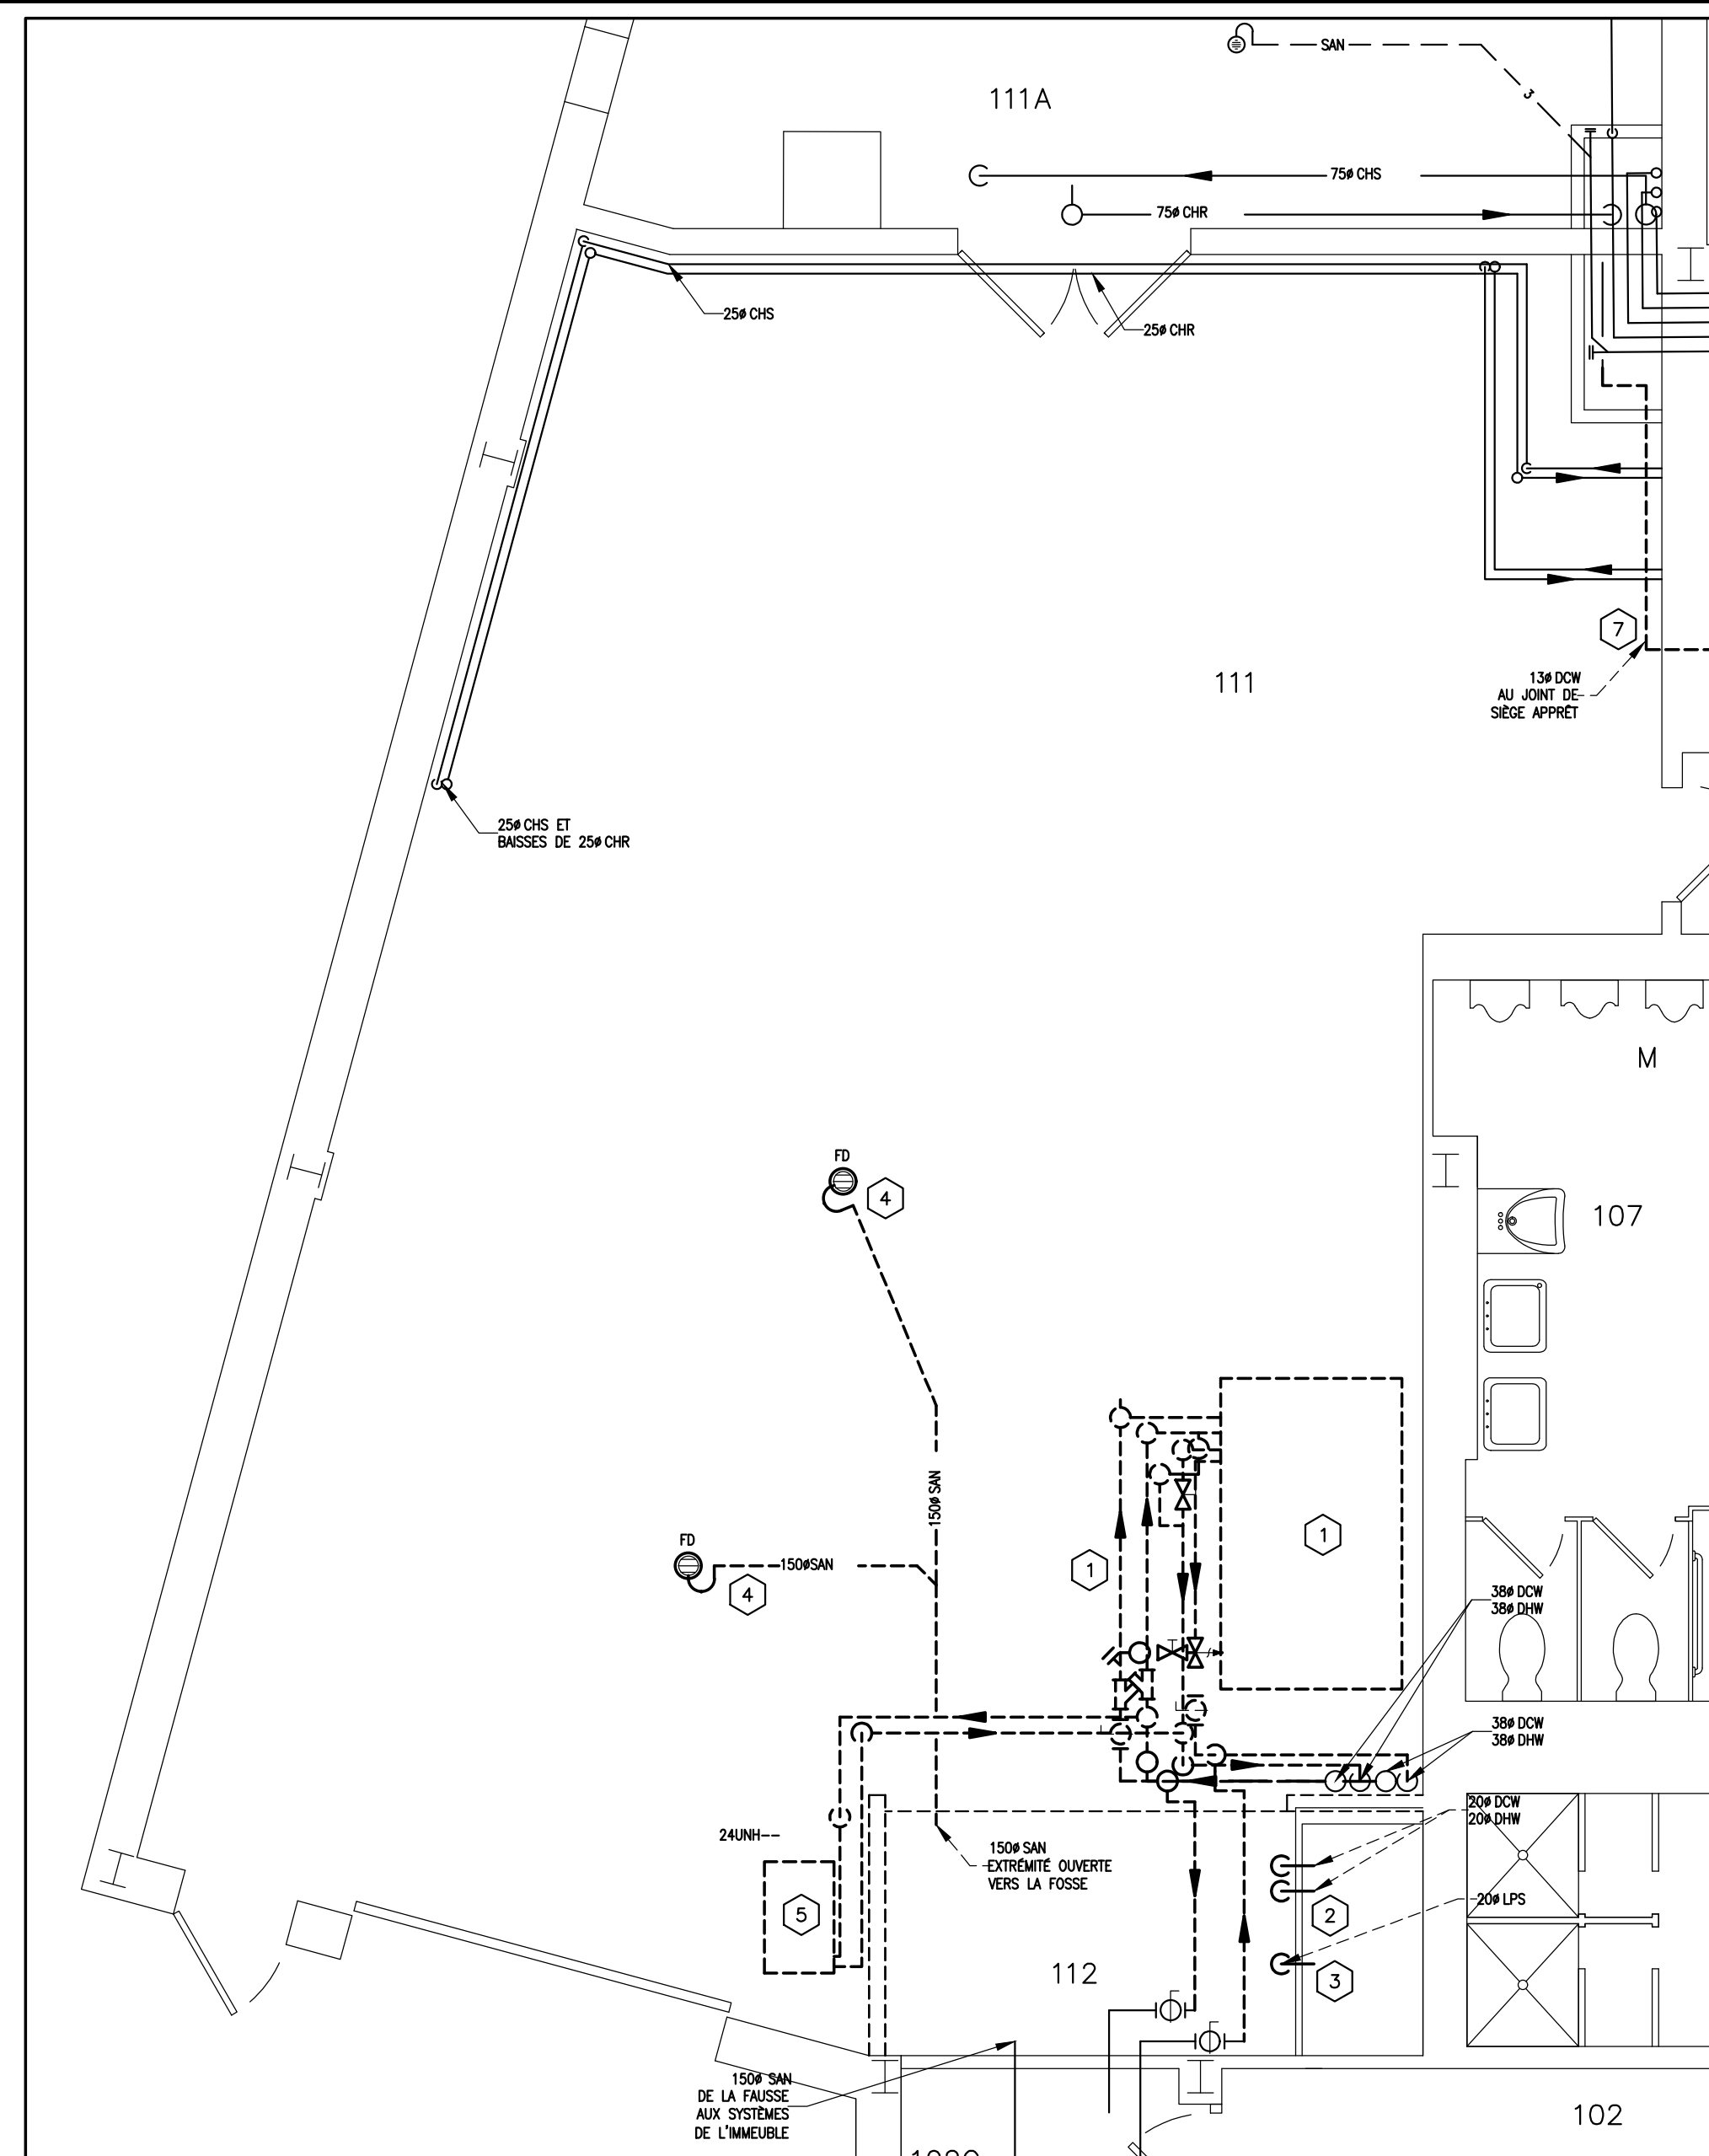 SAN
3
111A
75ø CHS
75ø CHR
25ø CHS
25ø CHR
7
13ø DCW
AU JOINT DE
SIÈGE APPRÊT
111
25ø CHS ET
BAISSES DE 25ø CHR
M
FD
4
107
150ø SAN
FD
150øSAN
4
1
1
38ø DCW
38ø DHW
38ø DCW
38ø DHW
20ø DCW
20ø DHW
24UNH--
150ø SAN
EXTRÉMITÉ OUVERTE
VERS LA FOSSE
5
2
20ø LPS
3
112
150ø SAN
DE LA FAUSSE
AUX SYSTÈMES
DE L'IMMEUBLE
102